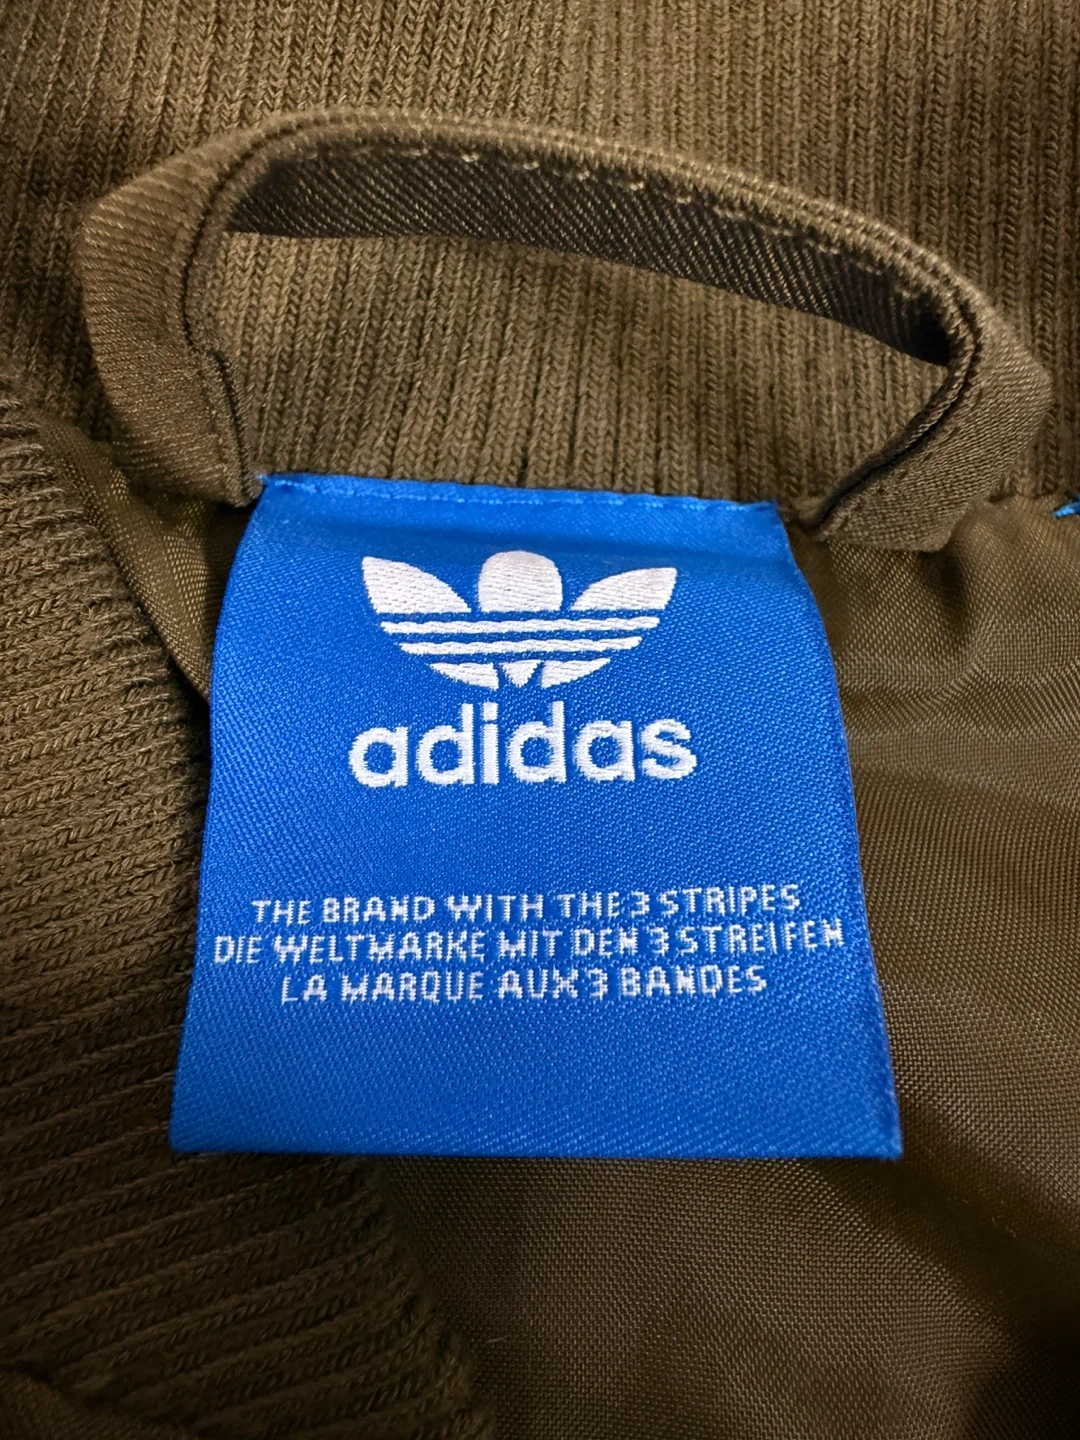 adidas
THE BRAND WITH THE 3 STRIPES
DIE WELTMARKE MIT DEN 3 STREIFEN
LA MARQUE AUX 3 BANDES